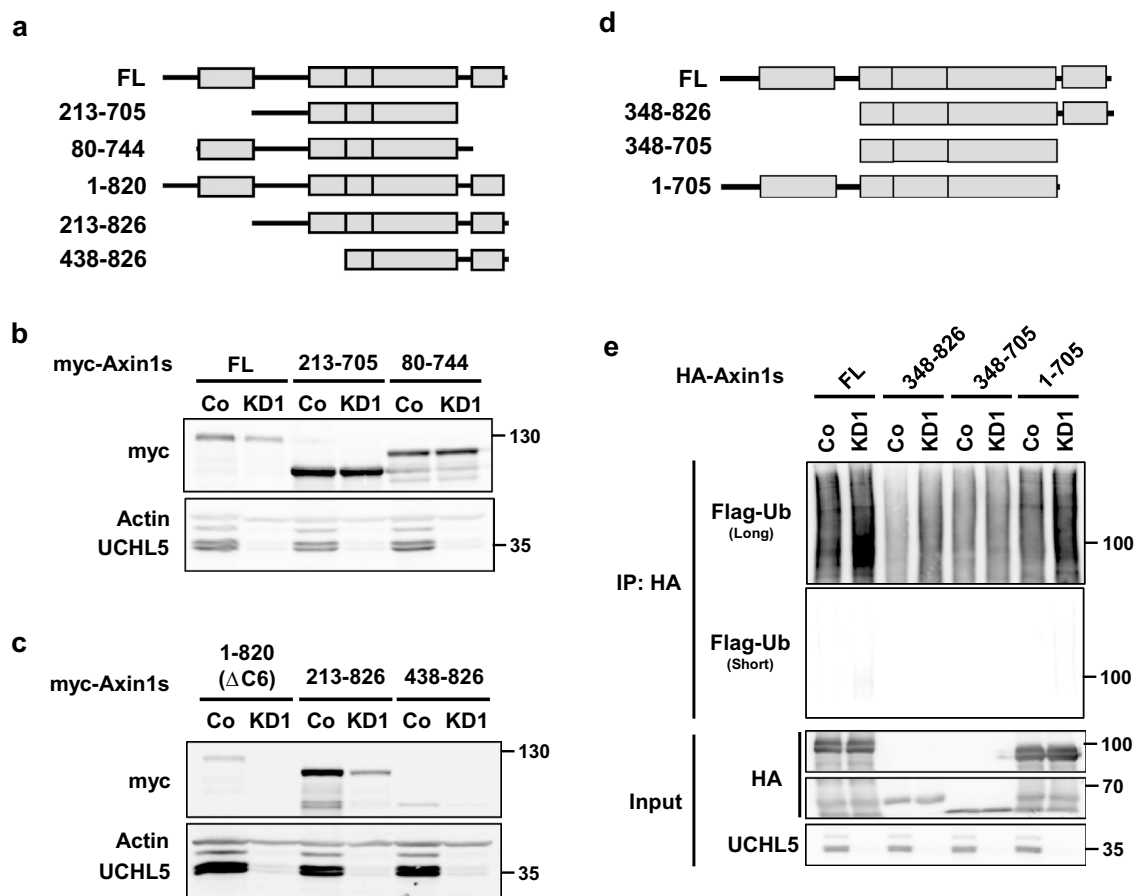 a
FL
213-705
80-744
1-820
213-826
438-826
b
myc-Axin1s
FL 213-705 80-744
Co KD1 Co KD1 Co KD1
myc
130
Actin
UCHL5
35
c
myc-Axin1s
1-820
(ΔC6)
213-826 438-826
Co KD1 Co KD1 Co KD1
myc
130
Actin
UCHL5
35
d
FL
348-826
348-705
1-705
e
HA-Axin1s
FL 348-826 348-705 1-705
Co KD1 Co KD1 Co KD1 Co KD1
IP: HA
Flag-Ub
(Long)
100
Flag-Ub
(Short)
100
Input
HA
100
70
UCHL5
35